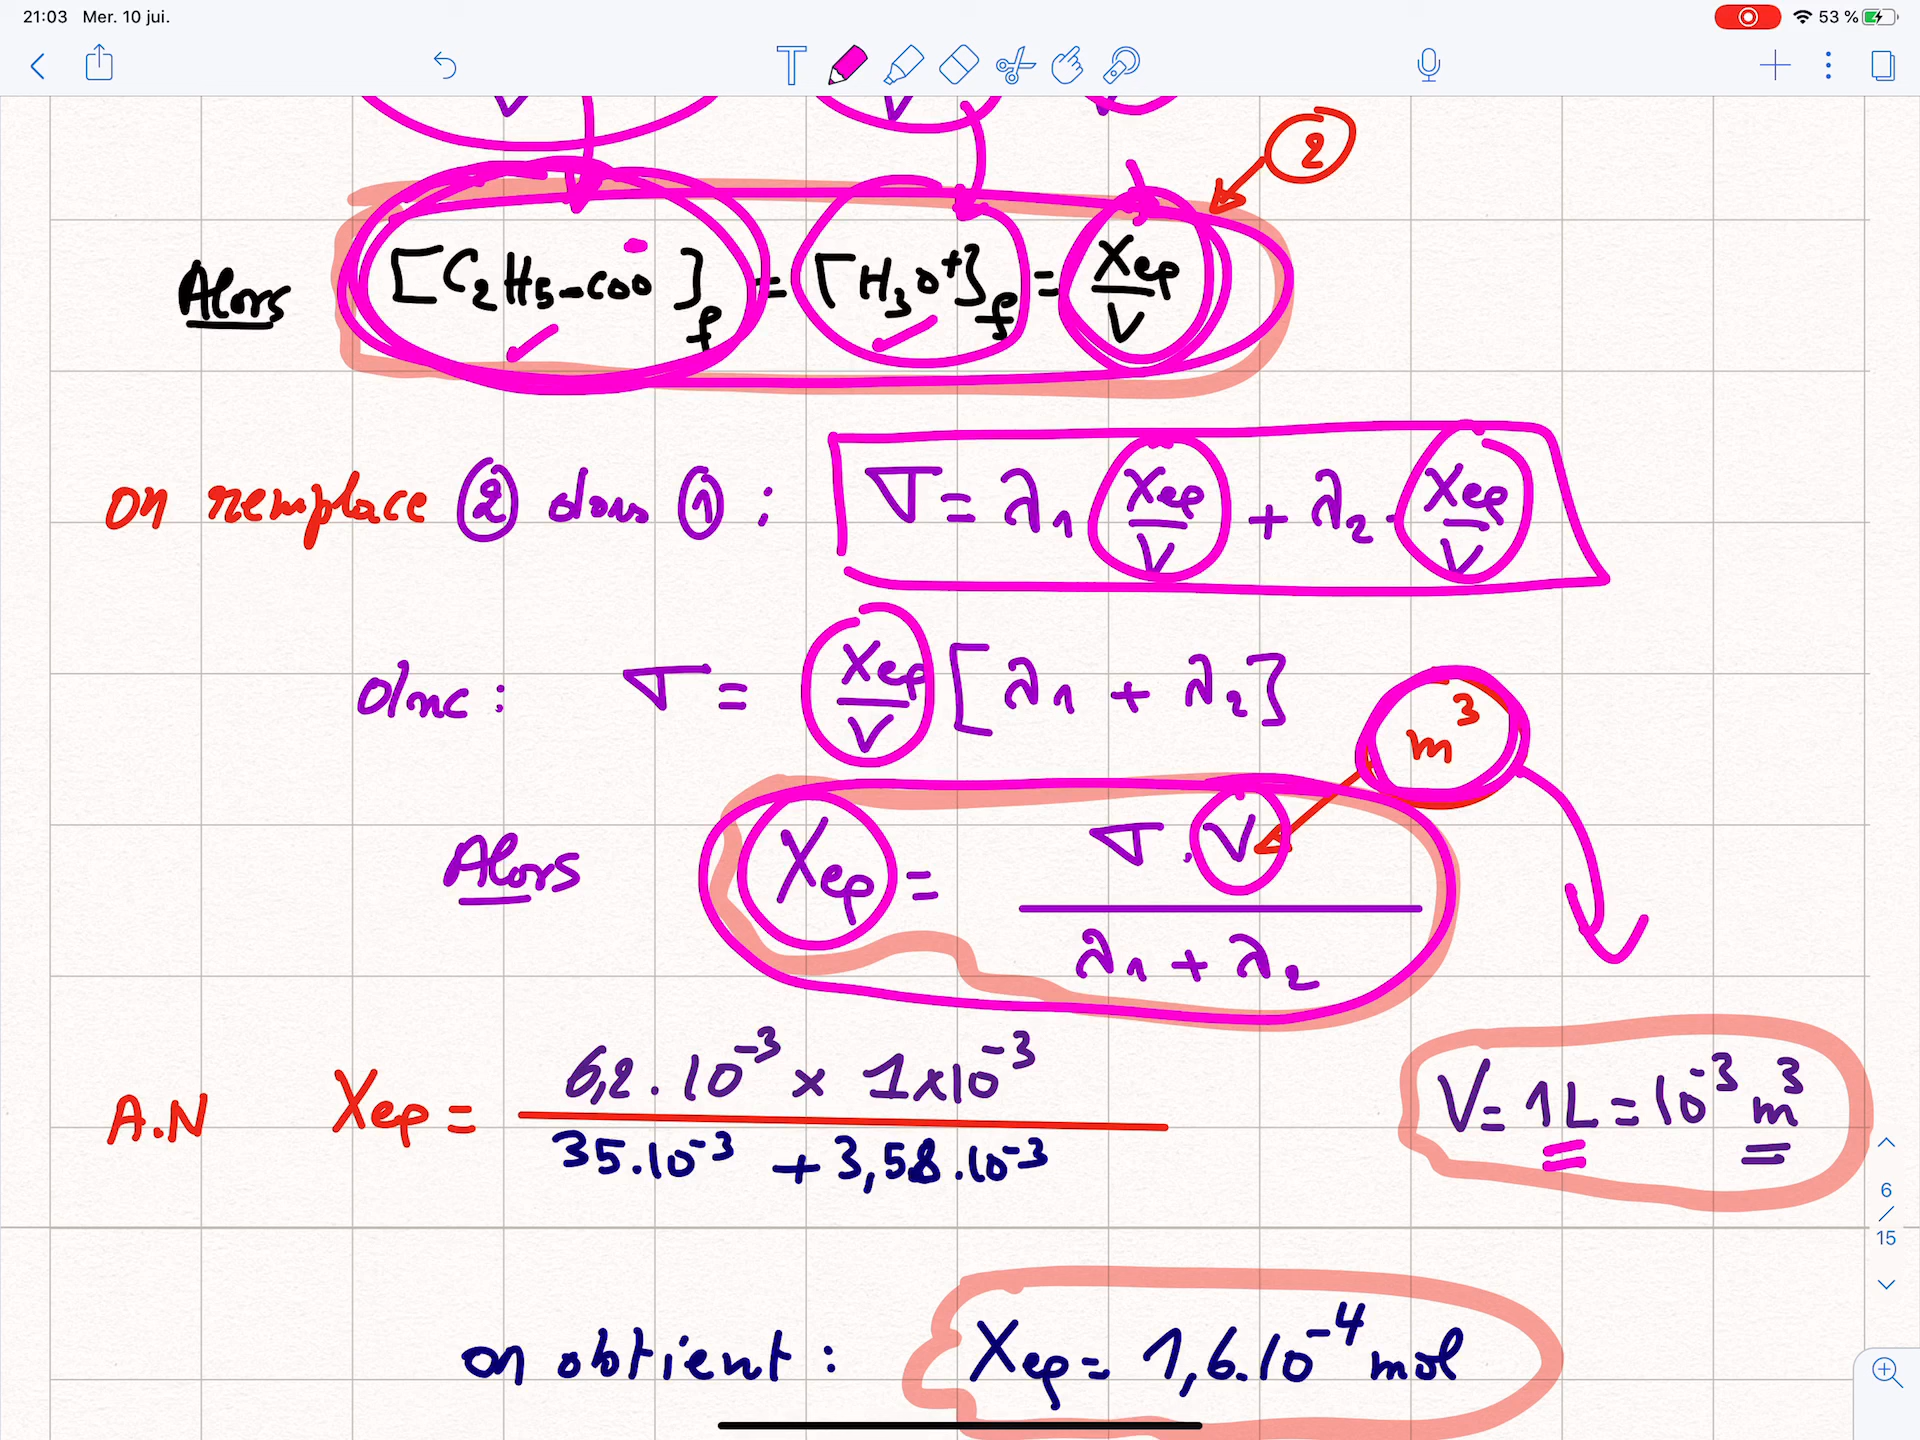 21:03 Mer. 10 jui.
53 %
T
②
Alors [C₂H₅-COO⁻]f = [H₃O⁺]f = Xep/V
On remplace ② dans ① : σ = λ₁ Xep/V + λ₂ . Xep/V
donc : σ = Xep/V [λ₁ + λ₂]
m³
Alors Xep = σ . V / λ₁ + λ₂
A.N Xep = 6,2 . 10⁻³ x 1x10⁻³ / 35.10⁻³ + 3,58.10⁻³
V = 1L = 10⁻³ m³
6
/
15
on obtient : Xep = 1,6.10⁻⁴ mol